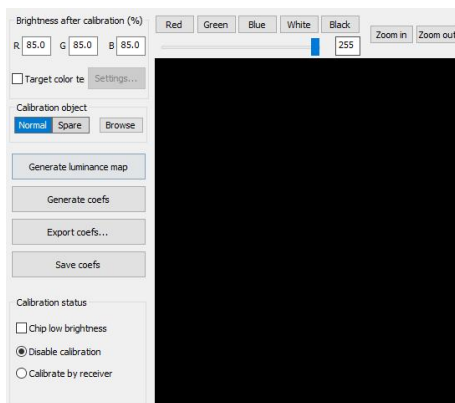 Brightness after calibration (%)
R 85.0 G 85.0 B 85.0
Target color te Settings...
Calibration object
Normal Spare Browse
Generate luminance map
Generate coefs
Export coefs...
Save coefs
Calibration status
Chip low brightness
Disable calibration
Calibrate by receiver
Red Green Blue White Black
255
Zoom in Zoom out